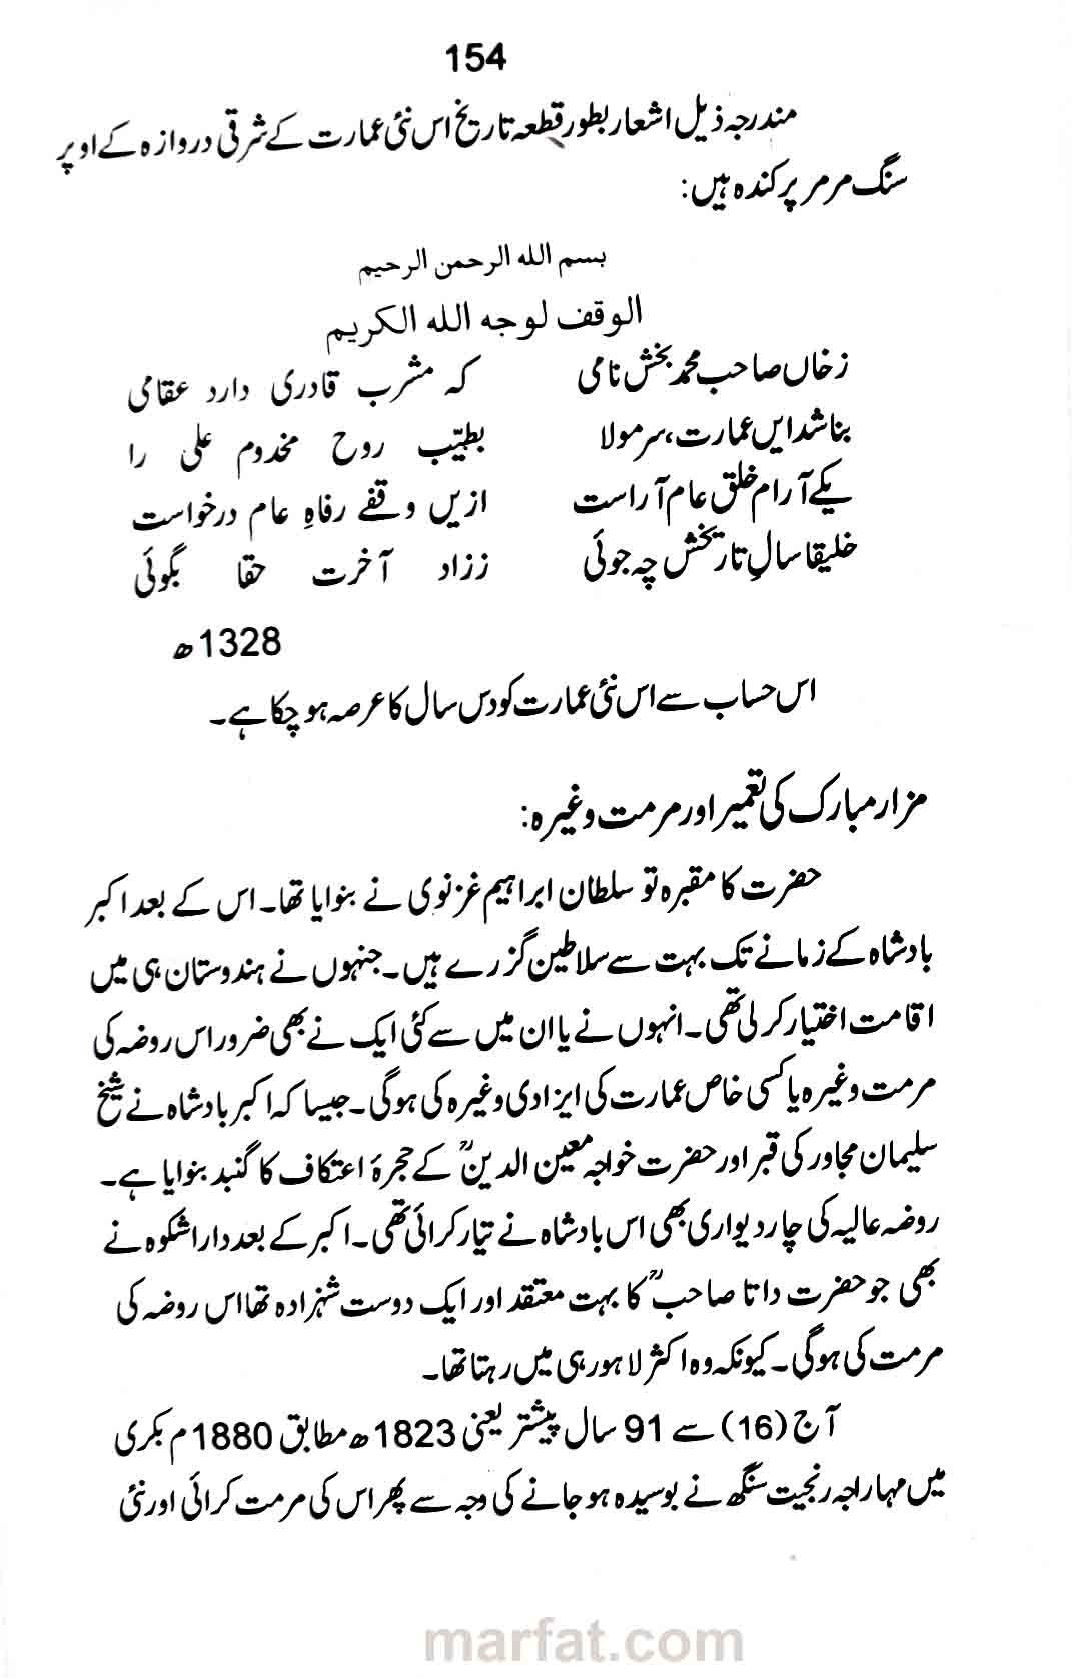 154
مندرجہ ذیل اشعار بطور قطعہ تاریخ اس نئی عمارت کے شرقی دروازہ کے اوپر
سنگ مرمر پر کندہ ہیں:
بسم الله الرحمن الرحیم
الوقف لوجه الله الکریم
زخاں صاحب محمد بخش نامی کہ مشرب قادری دارد عقامی
بنا شد ایں عمارت، سر مولا بطیّب روح مخدوم علی را
یکے آرام خلق عام آراست ازیں وقفے رفاہِ عام درخواست
خلیقا سالِ تاریخش چہ جوئی ززاد آخرت حقا بگوئی
1328ھ
اس حساب سے اس نئی عمارت کو دس سال کا عرصہ ہو چکا ہے۔
مزار مبارک کی تعمیر اور مرمت وغیرہ:
حضرت کا مقبرہ تو سلطان ابراہیم غزنوی نے بنوایا تھا۔ اس کے بعد اکبر
بادشاہ کے زمانے تک بہت سے سلاطین گزرے ہیں۔ جنہوں نے ہندوستان ہی میں
اقامت اختیار کر لی تھی۔ انہوں نے یا ان میں سے کئی ایک نے بھی ضرور اس روضہ کی
مرمت وغیرہ یا کسی خاص عمارت کی ایزادی وغیرہ کی ہوگی۔ جیسا کہ اکبر بادشاہ نے شیخ
سلیمان مجاور کی قبر اور حضرت خواجہ معین الدینؒ کے حجرۂ اعتکاف کا گنبد بنوایا ہے۔
روضہ عالیہ کی چار دیواری بھی اس بادشاہ نے تیار کرائی تھی۔ اکبر کے بعد داراشکوہ نے
بھی جو حضرت داتا صاحبؒ کا بہت معتقد اور ایک دوست شہزادہ تھا اس روضہ کی
مرمت کی ہوگی۔ کیونکہ وہ اکثر لاہور ہی میں رہتا تھا۔
آج (16) سے 91 سال پیشتر یعنی 1823ھ مطابق 1880م بکری
میں مہاراجہ رنجیت سنگھ نے بوسیدہ ہو جانے کی وجہ سے پھر اس کی مرمت کرائی اور نئی
marfat.com